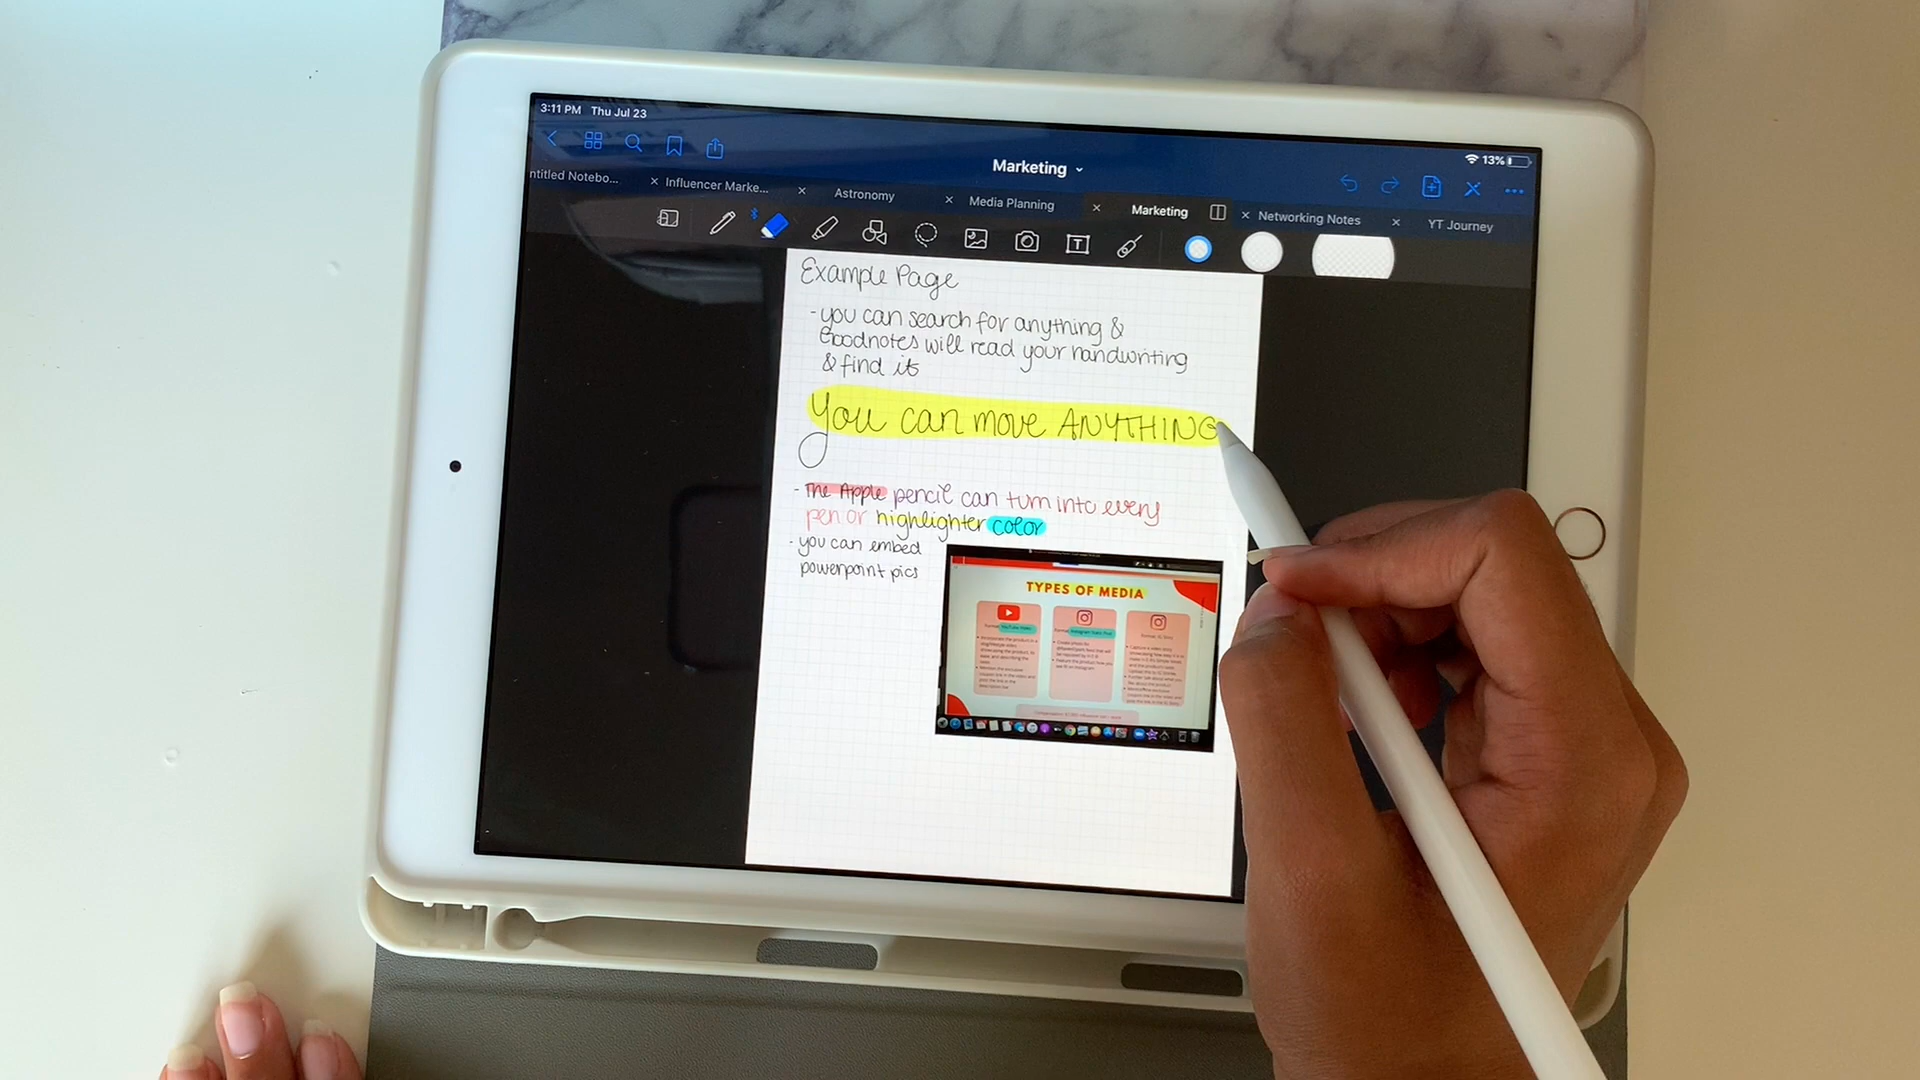 3:11 PM Thu Jul 23
13%
Marketing
ntitled Notebo...
Influencer Marke...
Astronomy
Media Planning
Marketing
Networking Notes
YT Journey
Example Page
- you can search for anything &
Goodnotes will read your handwriting
& find it
you can move ANYTHING
- The Apple pencil can turn into every
pen or highlighter color
- you can embed
powerpoint pics
TYPES OF MEDIA